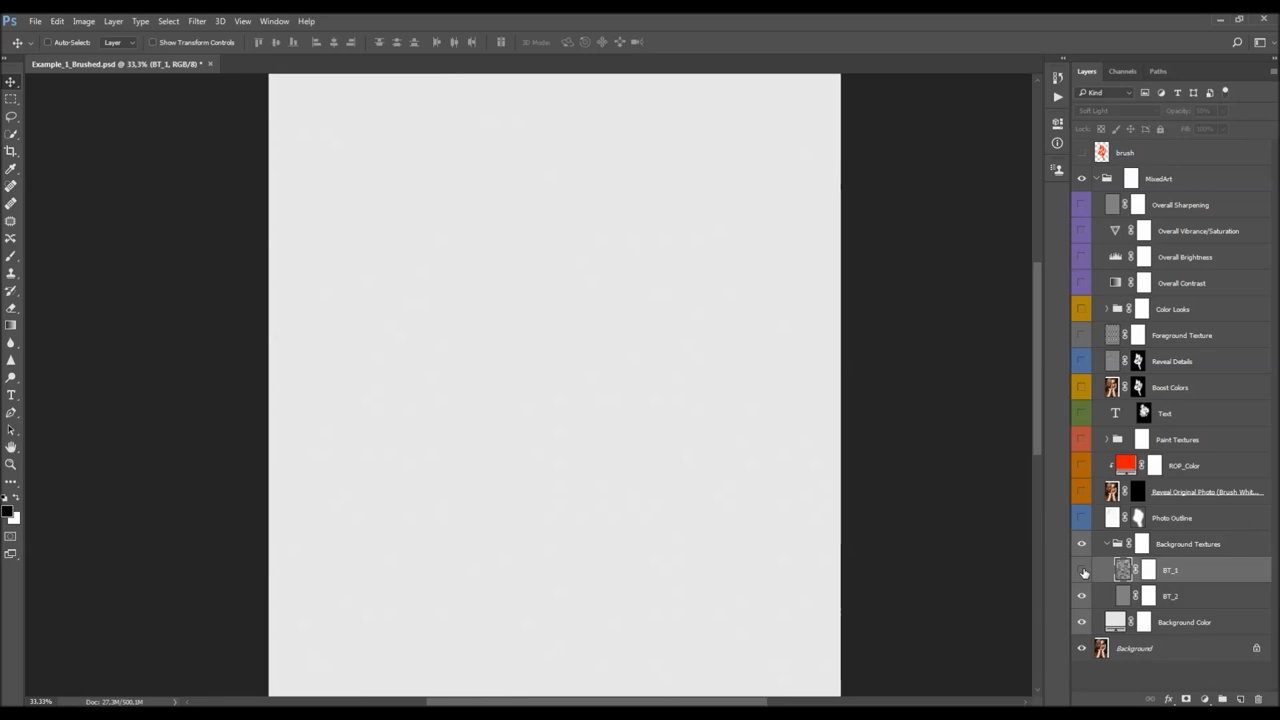 Ps File Edit Image Layer Type Select Filter 3D View Window Help
Auto-Select: Layer Show Transform Controls 3D Mode:
Example_1_Brushed.psd @ 33,3% (BT_1, RGB/8) * ×
Layers Channels Paths
Kind
Soft Light Opacity:
Lock: Fill: 100%
brush
MixedArt
Overall Sharpening
Overall Vibrance/Saturation
Overall Brightness
Overall Contrast
Color Looks
Foreground Texture
Reveal Details
Boost Colors
T Text
Paint Textures
ROP_Color
Reveal Original Photo (Brush Whit...
Photo Outline
Background Textures
BT_1
BT_2
Background Color
Background
33.33% Doc: 27,3M/500,1M
fx